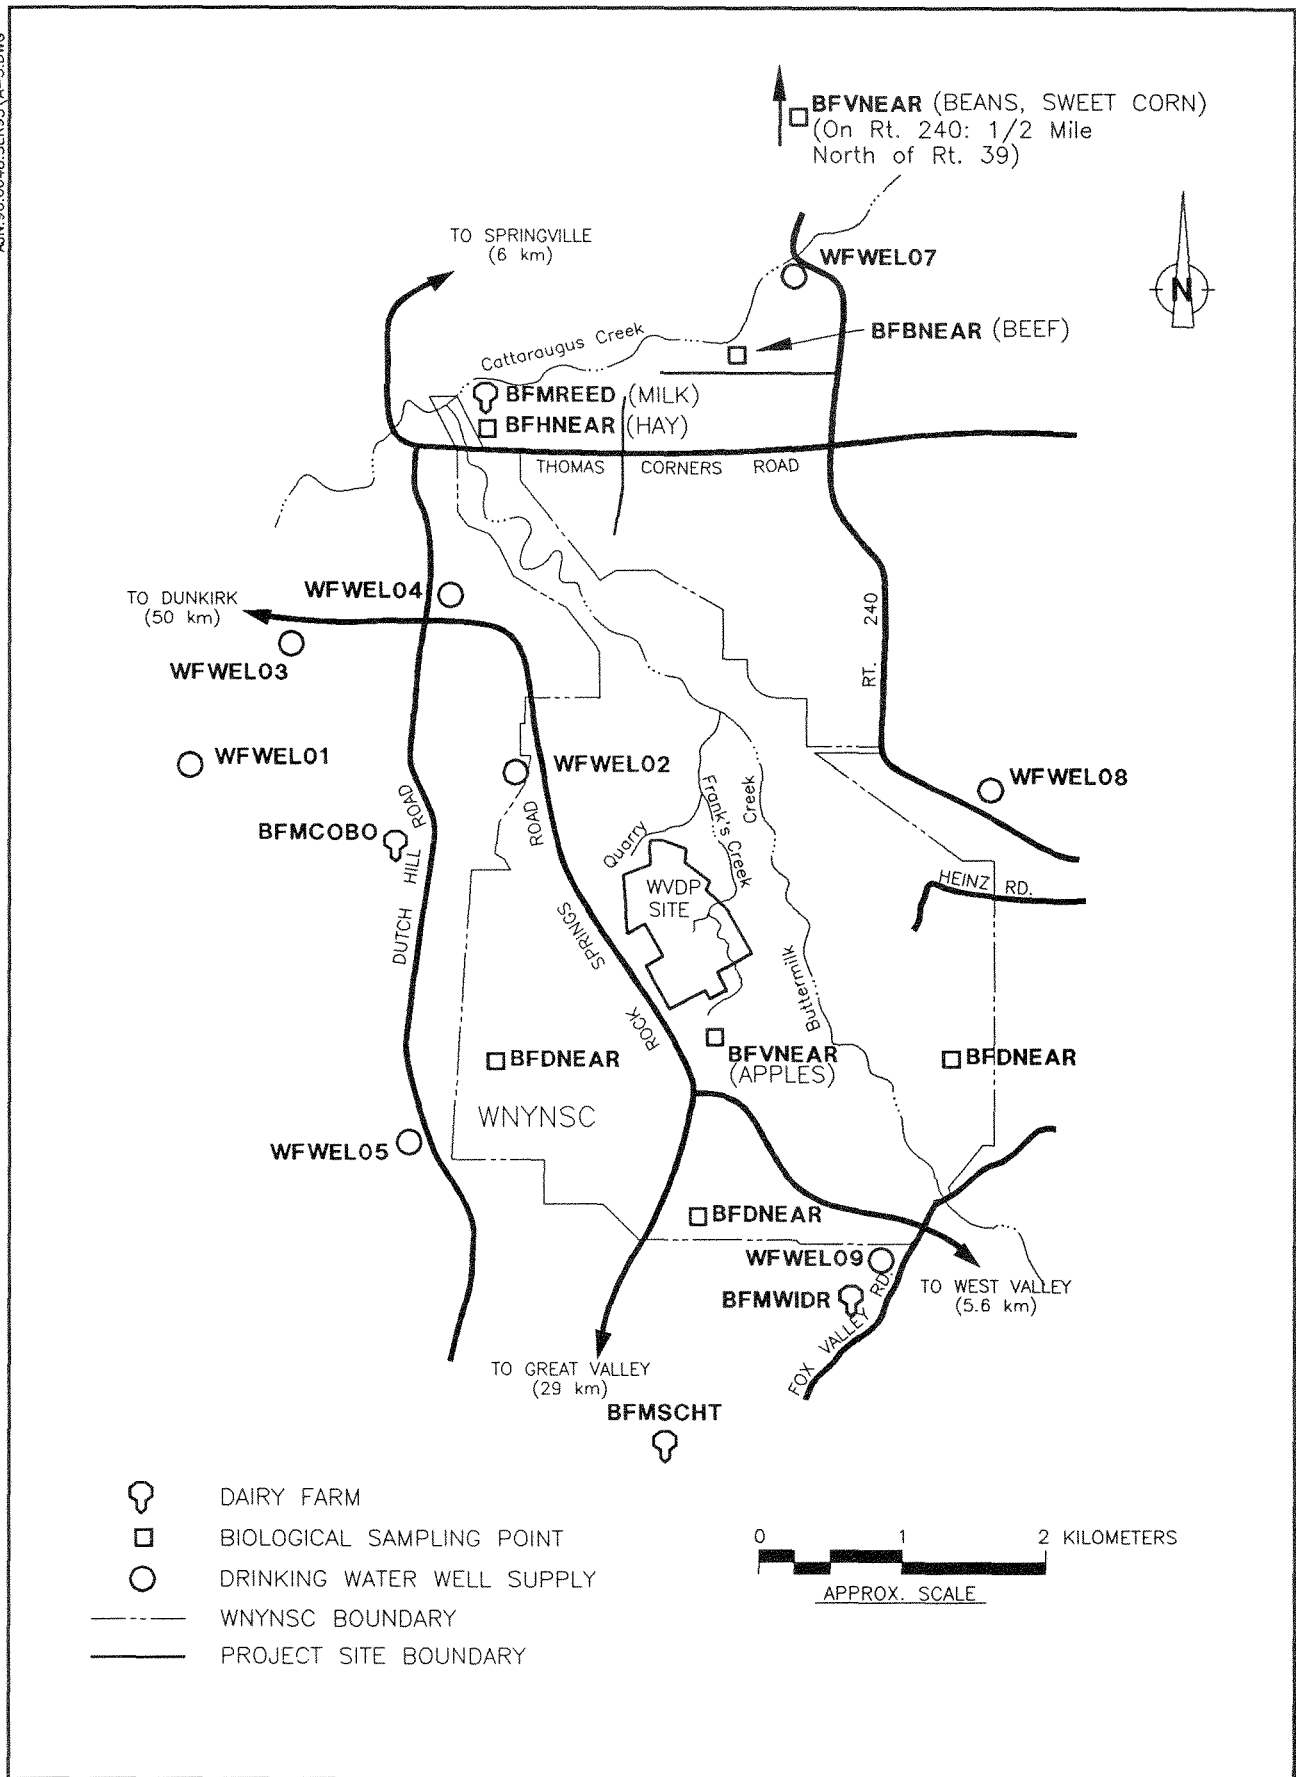 BFVNEAR (BEANS, SWEET CORN)
(On Rt. 240: 1/2 Mile
North of Rt. 39)
TO SPRINGVILLE
(6 km)
WFWEL07
N
BFBNEAR (BEEF)
Cattaraugus Creek
BFMREED (MILK)
BFHNEAR (HAY)
THOMAS CORNERS ROAD
WFWEL04
TO DUNKIRK
(50 km)
WFWEL03
RT. 240
WFWEL01
WFWEL02
WFWEL08
BFMCOBO
DUTCH HILL ROAD
ROCK SPRINGS ROAD
Quarry
Frank's Creek
Buttermilk Creek
WVDP
SITE
HEINZ RD.
BFDNEAR
BFVNEAR
(APPLES)
BFDNEAR
WNYNSC
WFWEL05
BFDNEAR
WFWEL09
BFMWIDR
FOX VALLEY RD.
TO WEST VALLEY
(5.6 km)
TO GREAT VALLEY
(29 km)
BFMSCHT
DAIRY FARM
BIOLOGICAL SAMPLING POINT
DRINKING WATER WELL SUPPLY
WNYNSC BOUNDARY
PROJECT SITE BOUNDARY
0 1 2 KILOMETERS
APPROX. SCALE